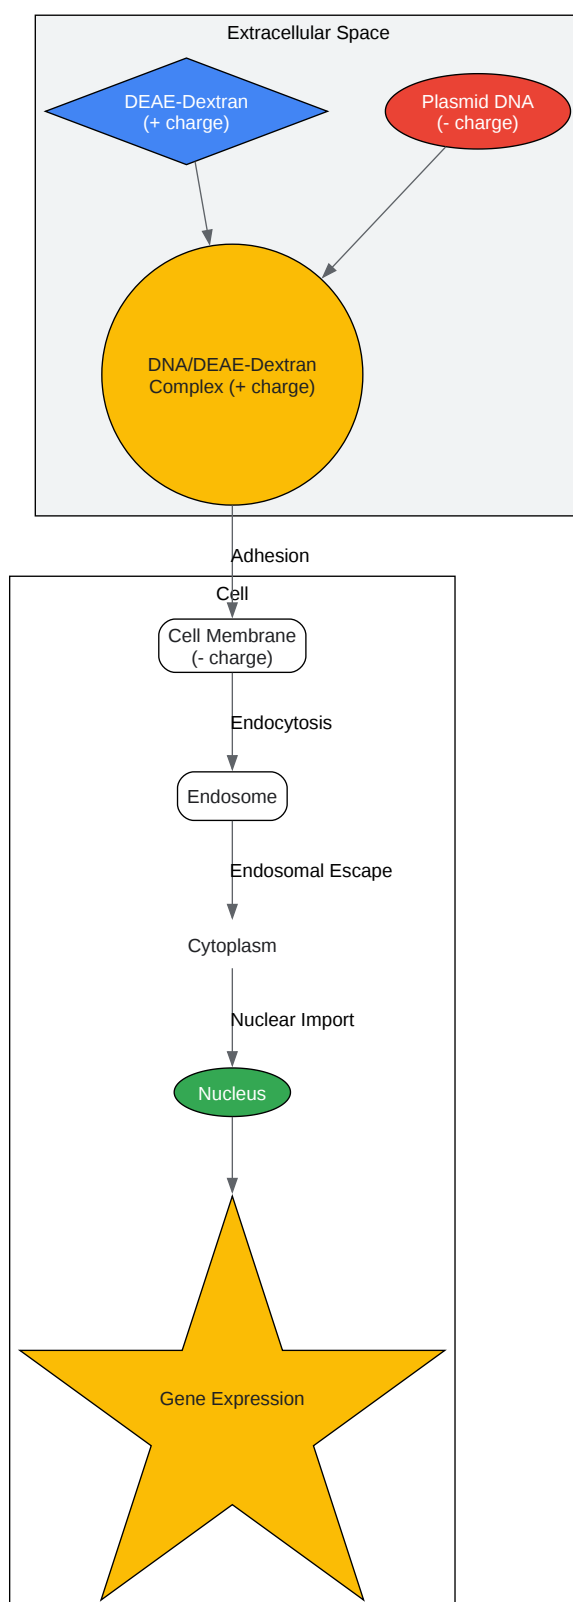 Extracellular Space
DEAE-Dextran
(+ charge)
Plasmid DNA
(- charge)
DNA/DEAE-Dextran
Complex (+ charge)
Adhesion
Cell
Cell Membrane
(- charge)
Endocytosis
Endosome
Endosomal Escape
Cytoplasm
Nuclear Import
Nucleus
Gene Expression